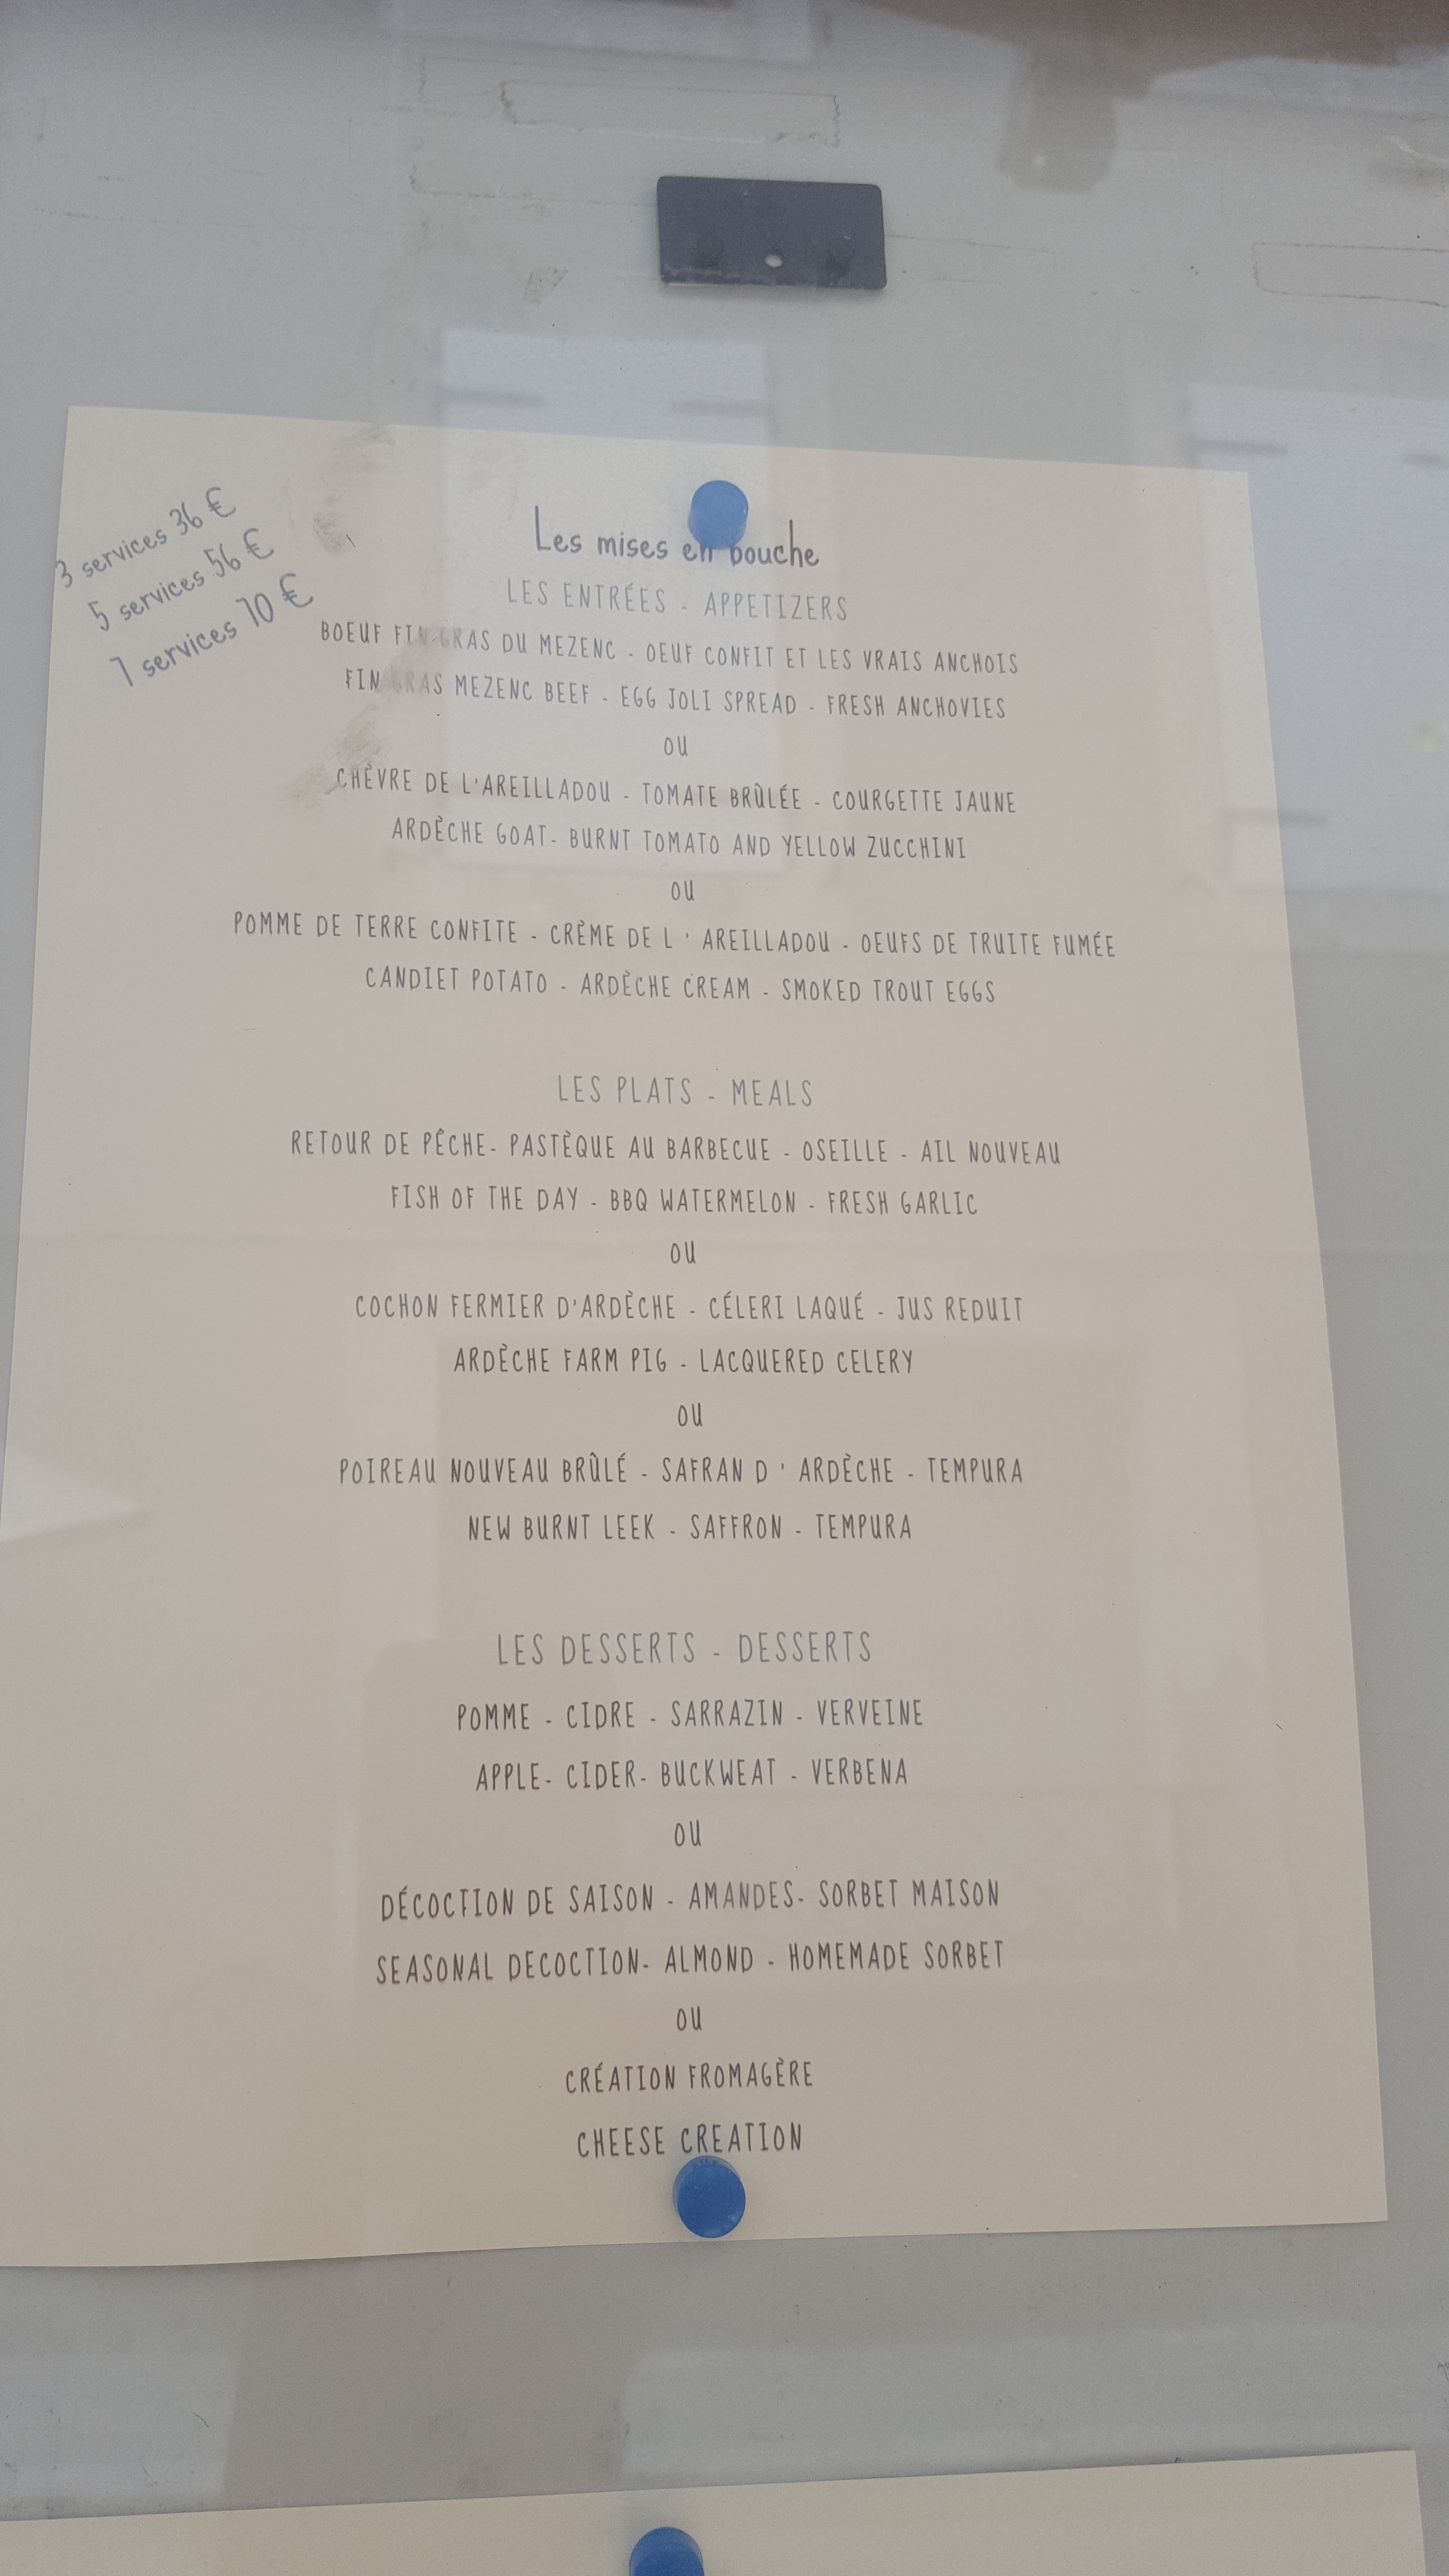 3 services 36 €
5 services 56 €
7 services 70 €
Les mises en bouche
LES ENTRÉES - APPETIZERS
BOEUF FIN GRAS DU MEZENC - OEUF CONFIT ET LES VRAIS ANCHOIS
FIN GRAS MEZENC BEEF - EGG JOLI SPREAD - FRESH ANCHOVIES
OU
CHÈVRE DE L'AREILLADOU - TOMATE BRÛLÉE - COURGETTE JAUNE
ARDÈCHE GOAT- BURNT TOMATO AND YELLOW ZUCCHINI
OU
POMME DE TERRE CONFITE - CRÈME DE L ' AREILLADOU - OEUFS DE TRUITE FUMÉE
CANDIET POTATO - ARDÈCHE CREAM - SMOKED TROUT EGGS
LES PLATS - MEALS
RETOUR DE PÊCHE- PASTÈQUE AU BARBECUE - OSEILLE - AIL NOUVEAU
FISH OF THE DAY - BBQ WATERMELON - FRESH GARLIC
OU
COCHON FERMIER D'ARDÈCHE - CÉLERI LAQUÉ - JUS REDUIT
ARDÈCHE FARM PIG - LACQUERED CELERY
OU
POIREAU NOUVEAU BRÛLÉ - SAFRAN D ' ARDÈCHE - TEMPURA
NEW BURNT LEEK - SAFFRON - TEMPURA
LES DESSERTS - DESSERTS
POMME - CIDRE - SARRAZIN - VERVEINE
APPLE- CIDER- BUCKWEAT - VERBENA
OU
DÉCOCTION DE SAISON - AMANDES- SORBET MAISON
SEASONAL DECOCTION- ALMOND - HOMEMADE SORBET
OU
CRÉATION FROMAGÈRE
CHEESE CREATION